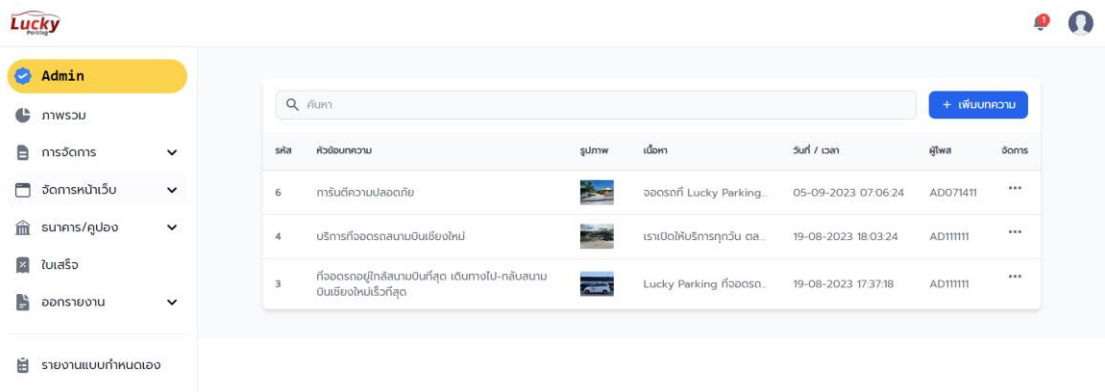 Lucky
Parking
1
Admin
ภาพรวม
การจัดการ
จัดการหน้าเว็บ
ธนาคาร/คูปอง
ใบเสร็จ
ออกรายงาน
รายงานแบบกำหนดเอง
ค้นหา
+ เพิ่มบทความ
รหัส หัวข้อบทความ รูปภาพ เนื้อหา วันที่ / เวลา ผู้โพส จัดการ
6 การันตีความปลอดภัย จอดรถที่ Lucky Parking... 05-09-2023 07:06:24 AD071411 •••
4 บริการที่จอดรถสนามบินเชียงใหม่ เราเปิดให้บริการทุกวัน ตล... 19-08-2023 18:03:24 AD111111 •••
3 ที่จอดรถอยู่ใกล้สนามบินที่สุด เดินทางไป-กลับสนาม Lucky Parking ที่จอดรถ... 19-08-2023 17:37:18 AD111111 •••
บินเชียงใหม่เร็วที่สุด